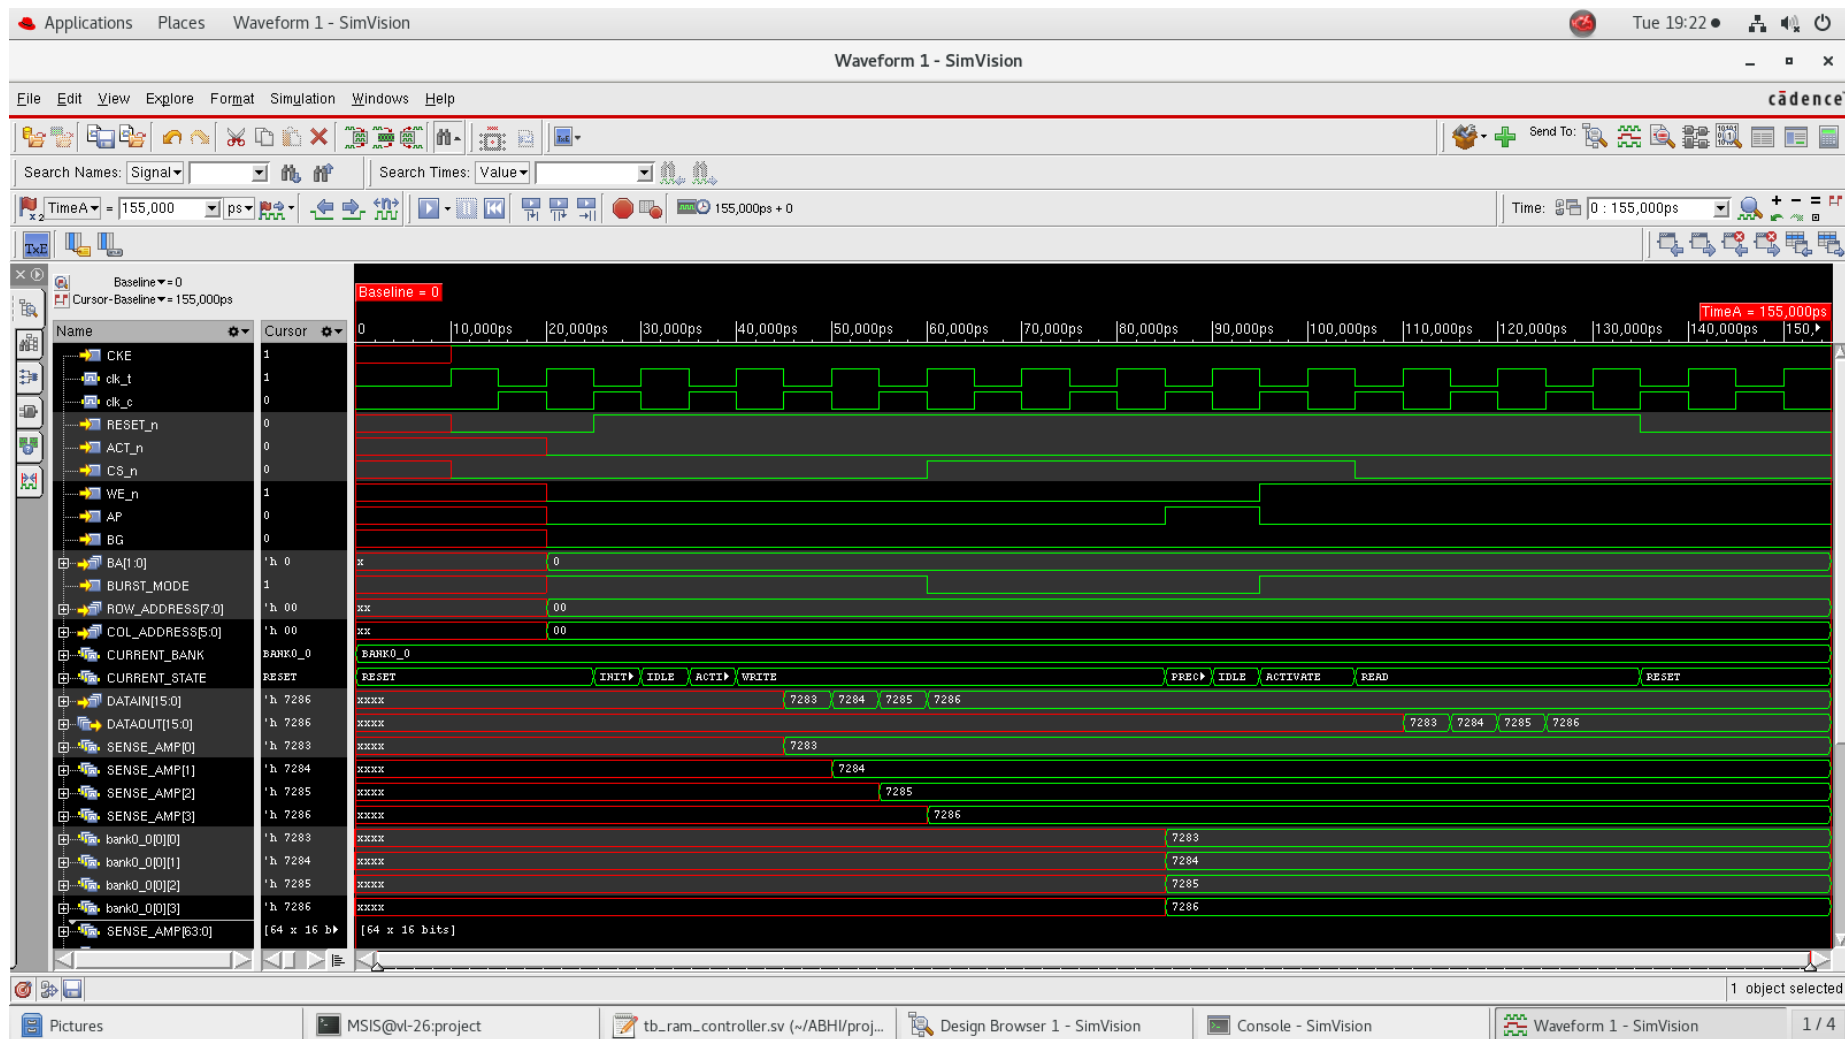 Applications Places Waveform 1 - SimVision Tue 19:22
Waveform 1 - SimVision
File Edit View Explore Format Simulation Windows Help cādence
Send To:
Search Names: Signal Search Times: Value
TimeA = 155,000 ps 155,000ps + 0 Time: 0 : 155,000ps
TxE
Baseline = 0
Cursor-Baseline = 155,000ps
Baseline = 0
TimeA = 155,000ps
Name Cursor 0 10,000ps 20,000ps 30,000ps 40,000ps 50,000ps 60,000ps 70,000ps 80,000ps 90,000ps 100,000ps 110,000ps 120,000ps 130,000ps 140,000ps 150,
CKE 1
clk_t 1
clk_c 0
RESET_n 0
ACT_n 0
CS_n 0
WE_n 1
AP 0
BG 0
BA[1:0] 'h 0 x 0
BURST_MODE 1
ROW_ADDRESS[7:0] 'h 00 xx 00
COL_ADDRESS[5:0] 'h 00 xx 00
CURRENT_BANK BANK0_0 BANK0_0
CURRENT_STATE RESET RESET INIT IDLE ACTI WRITE PREC IDLE ACTIVATE READ RESET
DATAIN[15:0] 'h 7286 xxxx 7283 7284 7285 7286
DATAOUT[15:0] 'h 7286 xxxx 7283 7284 7285 7286
SENSE_AMP[0] 'h 7283 xxxx 7283
SENSE_AMP[1] 'h 7284 xxxx 7284
SENSE_AMP[2] 'h 7285 xxxx 7285
SENSE_AMP[3] 'h 7286 xxxx 7286
bank0_0[0][0] 'h 7283 xxxx 7283
bank0_0[0][1] 'h 7284 xxxx 7284
bank0_0[0][2] 'h 7285 xxxx 7285
bank0_0[0][3] 'h 7286 xxxx 7286
SENSE_AMP[63:0] [64 x 16 b [64 x 16 bits]
1 object selected
Pictures MSIS@vl-26:project tb_ram_controller.sv (~/ABHI/proj... Design Browser 1 - SimVision Console - SimVision Waveform 1 - SimVision 1 / 4